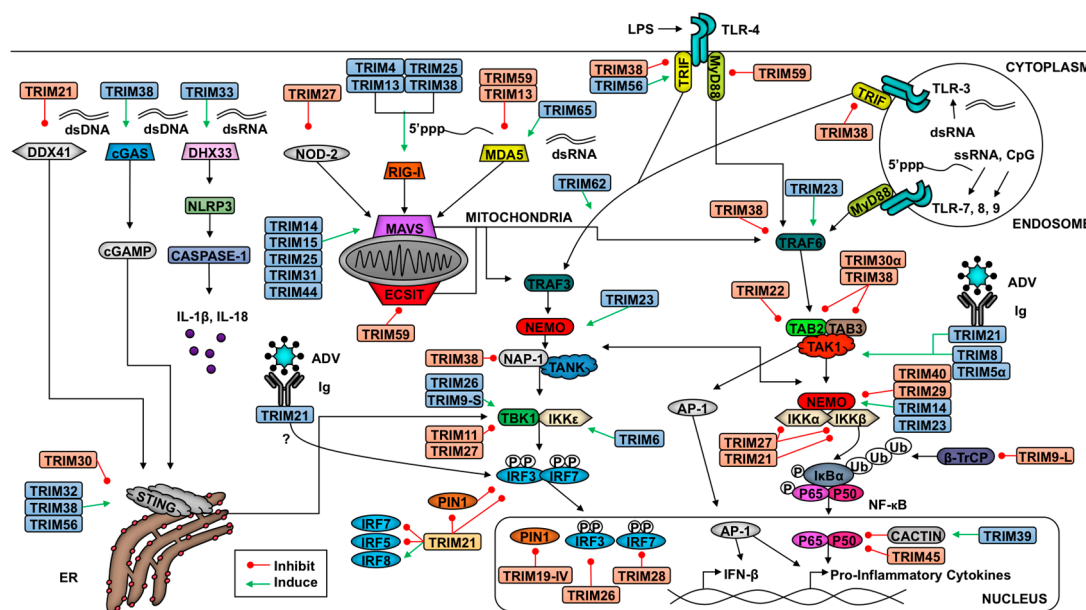 LPS
TLR-4
CYTOPLASM
TRIM21
TRIM38
TRIM33
dsDNA
dsDNA
dsRNA
DDX41
cGAS
DHX33
NLRP3
cGAMP
CASPASE-1
IL-1β, IL-18
TRIM27
NOD-2
TRIM4
TRIM25
TRIM13
TRIM38
RIG-I
TRIM59
TRIM13
5'ppp
TRIM65
MDA5
dsRNA
TRIM38
TRIM56
TRIF
MyD88
TRIM59
TRIF
TLR-3
TRIM38
dsRNA
5'ppp
ssRNA, CpG
MyD88
TLR-7, 8, 9
ENDOSOME
TRIM62
TRIM23
TRIM38
TRAF6
MITOCHONDRIA
TRIM14
TRIM15
TRIM25
TRIM31
TRIM44
MAVS
ECSIT
TRIM59
TRAF3
NEMO
TRIM23
TRIM38
NAP-1
TANK
TRIM26
TRIM9-S
TBK1
IKKε
TRIM11
TRIM27
TRIM6
TRIM30α
TRIM38
TRIM22
TAB2
TAB3
TAK1
ADV
Ig
TRIM21
TRIM8
TRIM5α
AP-1
NEMO
IKKα
IKKβ
TRIM40
TRIM29
TRIM14
TRIM23
TRIM27
TRIM21
Ub
Ub
Ub
β-TrCP
TRIM9-L
P
IκBα
P
P65
P50
NF-κB
ADV
Ig
TRIM21
?
P
P
P
P
IRF3
IRF7
PIN1
TRIM21
IRF7
IRF5
IRF8
TRIM30
TRIM32
TRIM38
TRIM56
STING
ER
Inhibit
Induce
PIN1
TRIM19-IV
P
P
IRF3
TRIM26
P
P
IRF7
TRIM28
AP-1
IFN-β
P65
P50
CACTIN
TRIM45
TRIM39
Pro-Inflammatory Cytokines
NUCLEUS